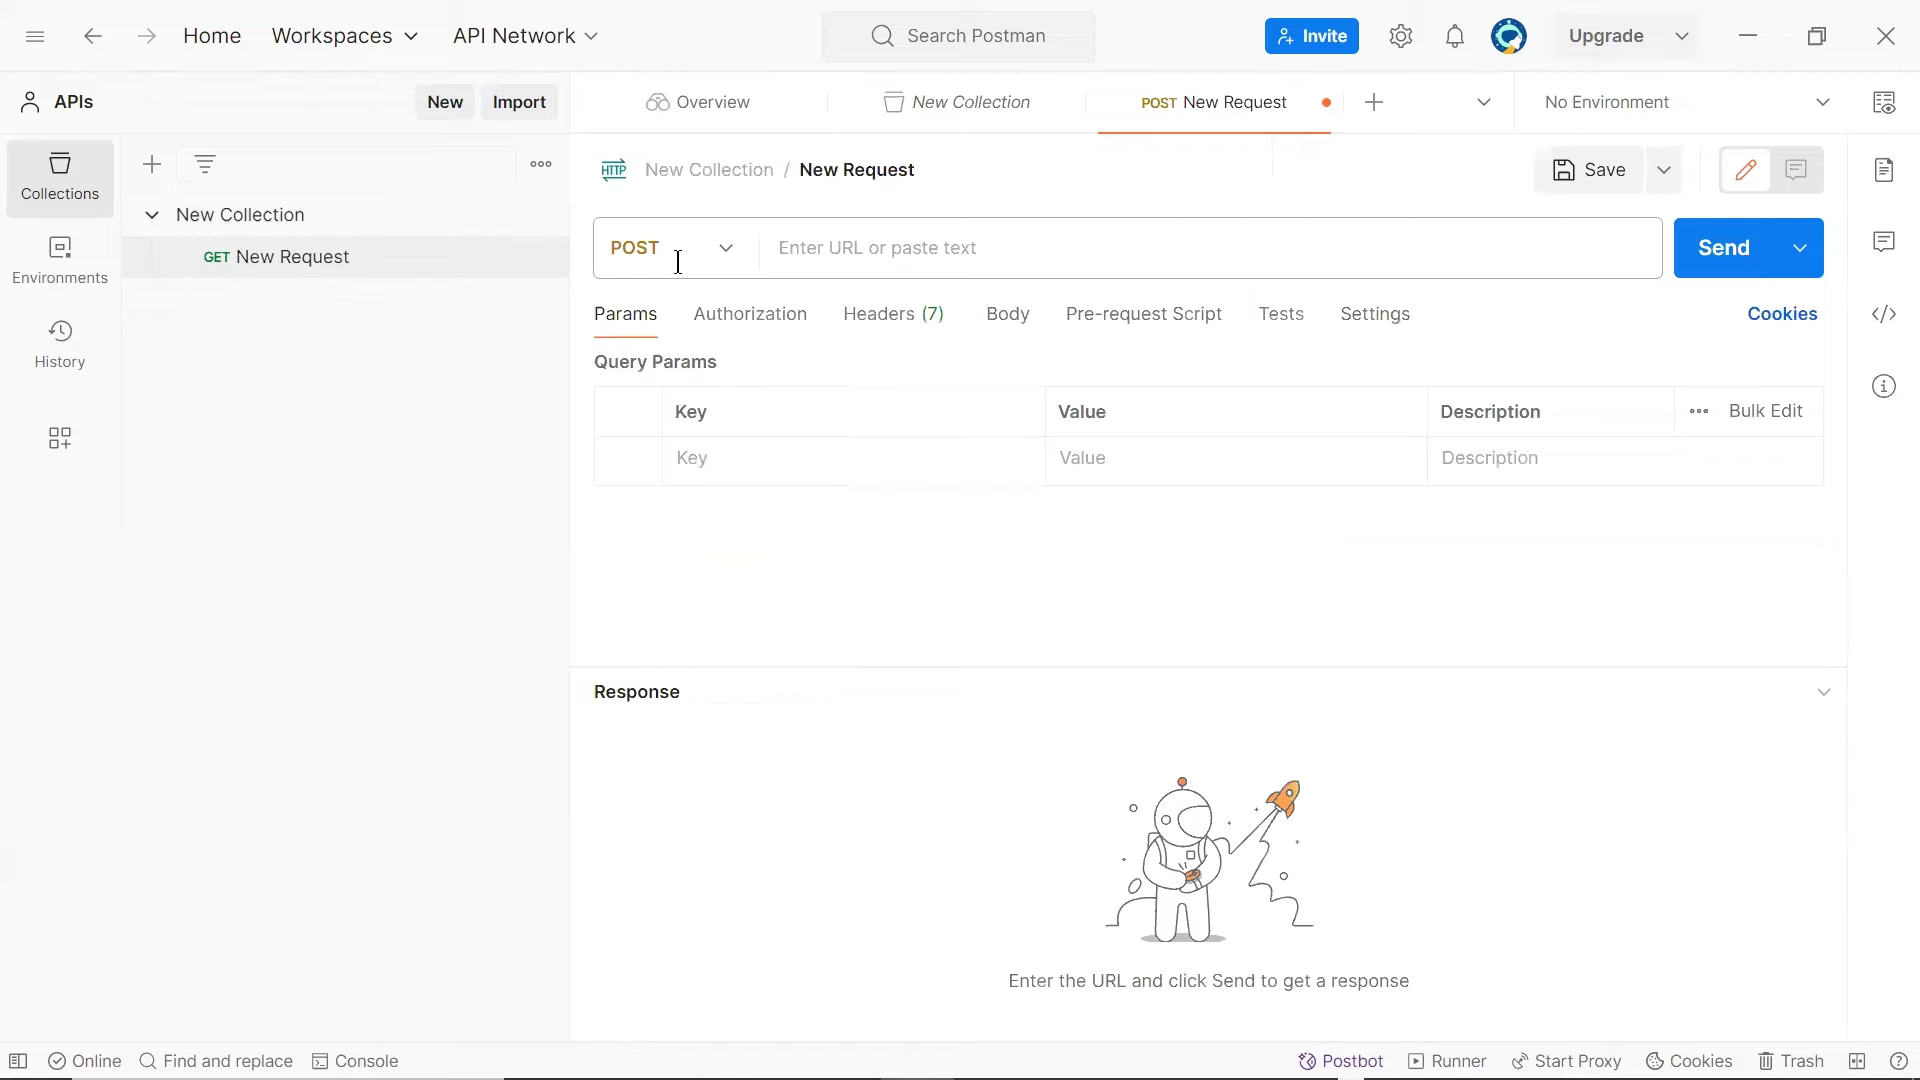 Home Workspaces API Network Search Postman Invite Upgrade
APIs New Import Overview New Collection POST New Request No Environment
Collections
Environments
History
New Collection
GET New Request
HTTP New Collection / New Request Save
POST Enter URL or paste text Send
Params Authorization Headers (7) Body Pre-request Script Tests Settings Cookies
Query Params
Key Value Description Bulk Edit
Key Value Description
Response
Enter the URL and click Send to get a response
Online Find and replace Console Postbot Runner Start Proxy Cookies Trash